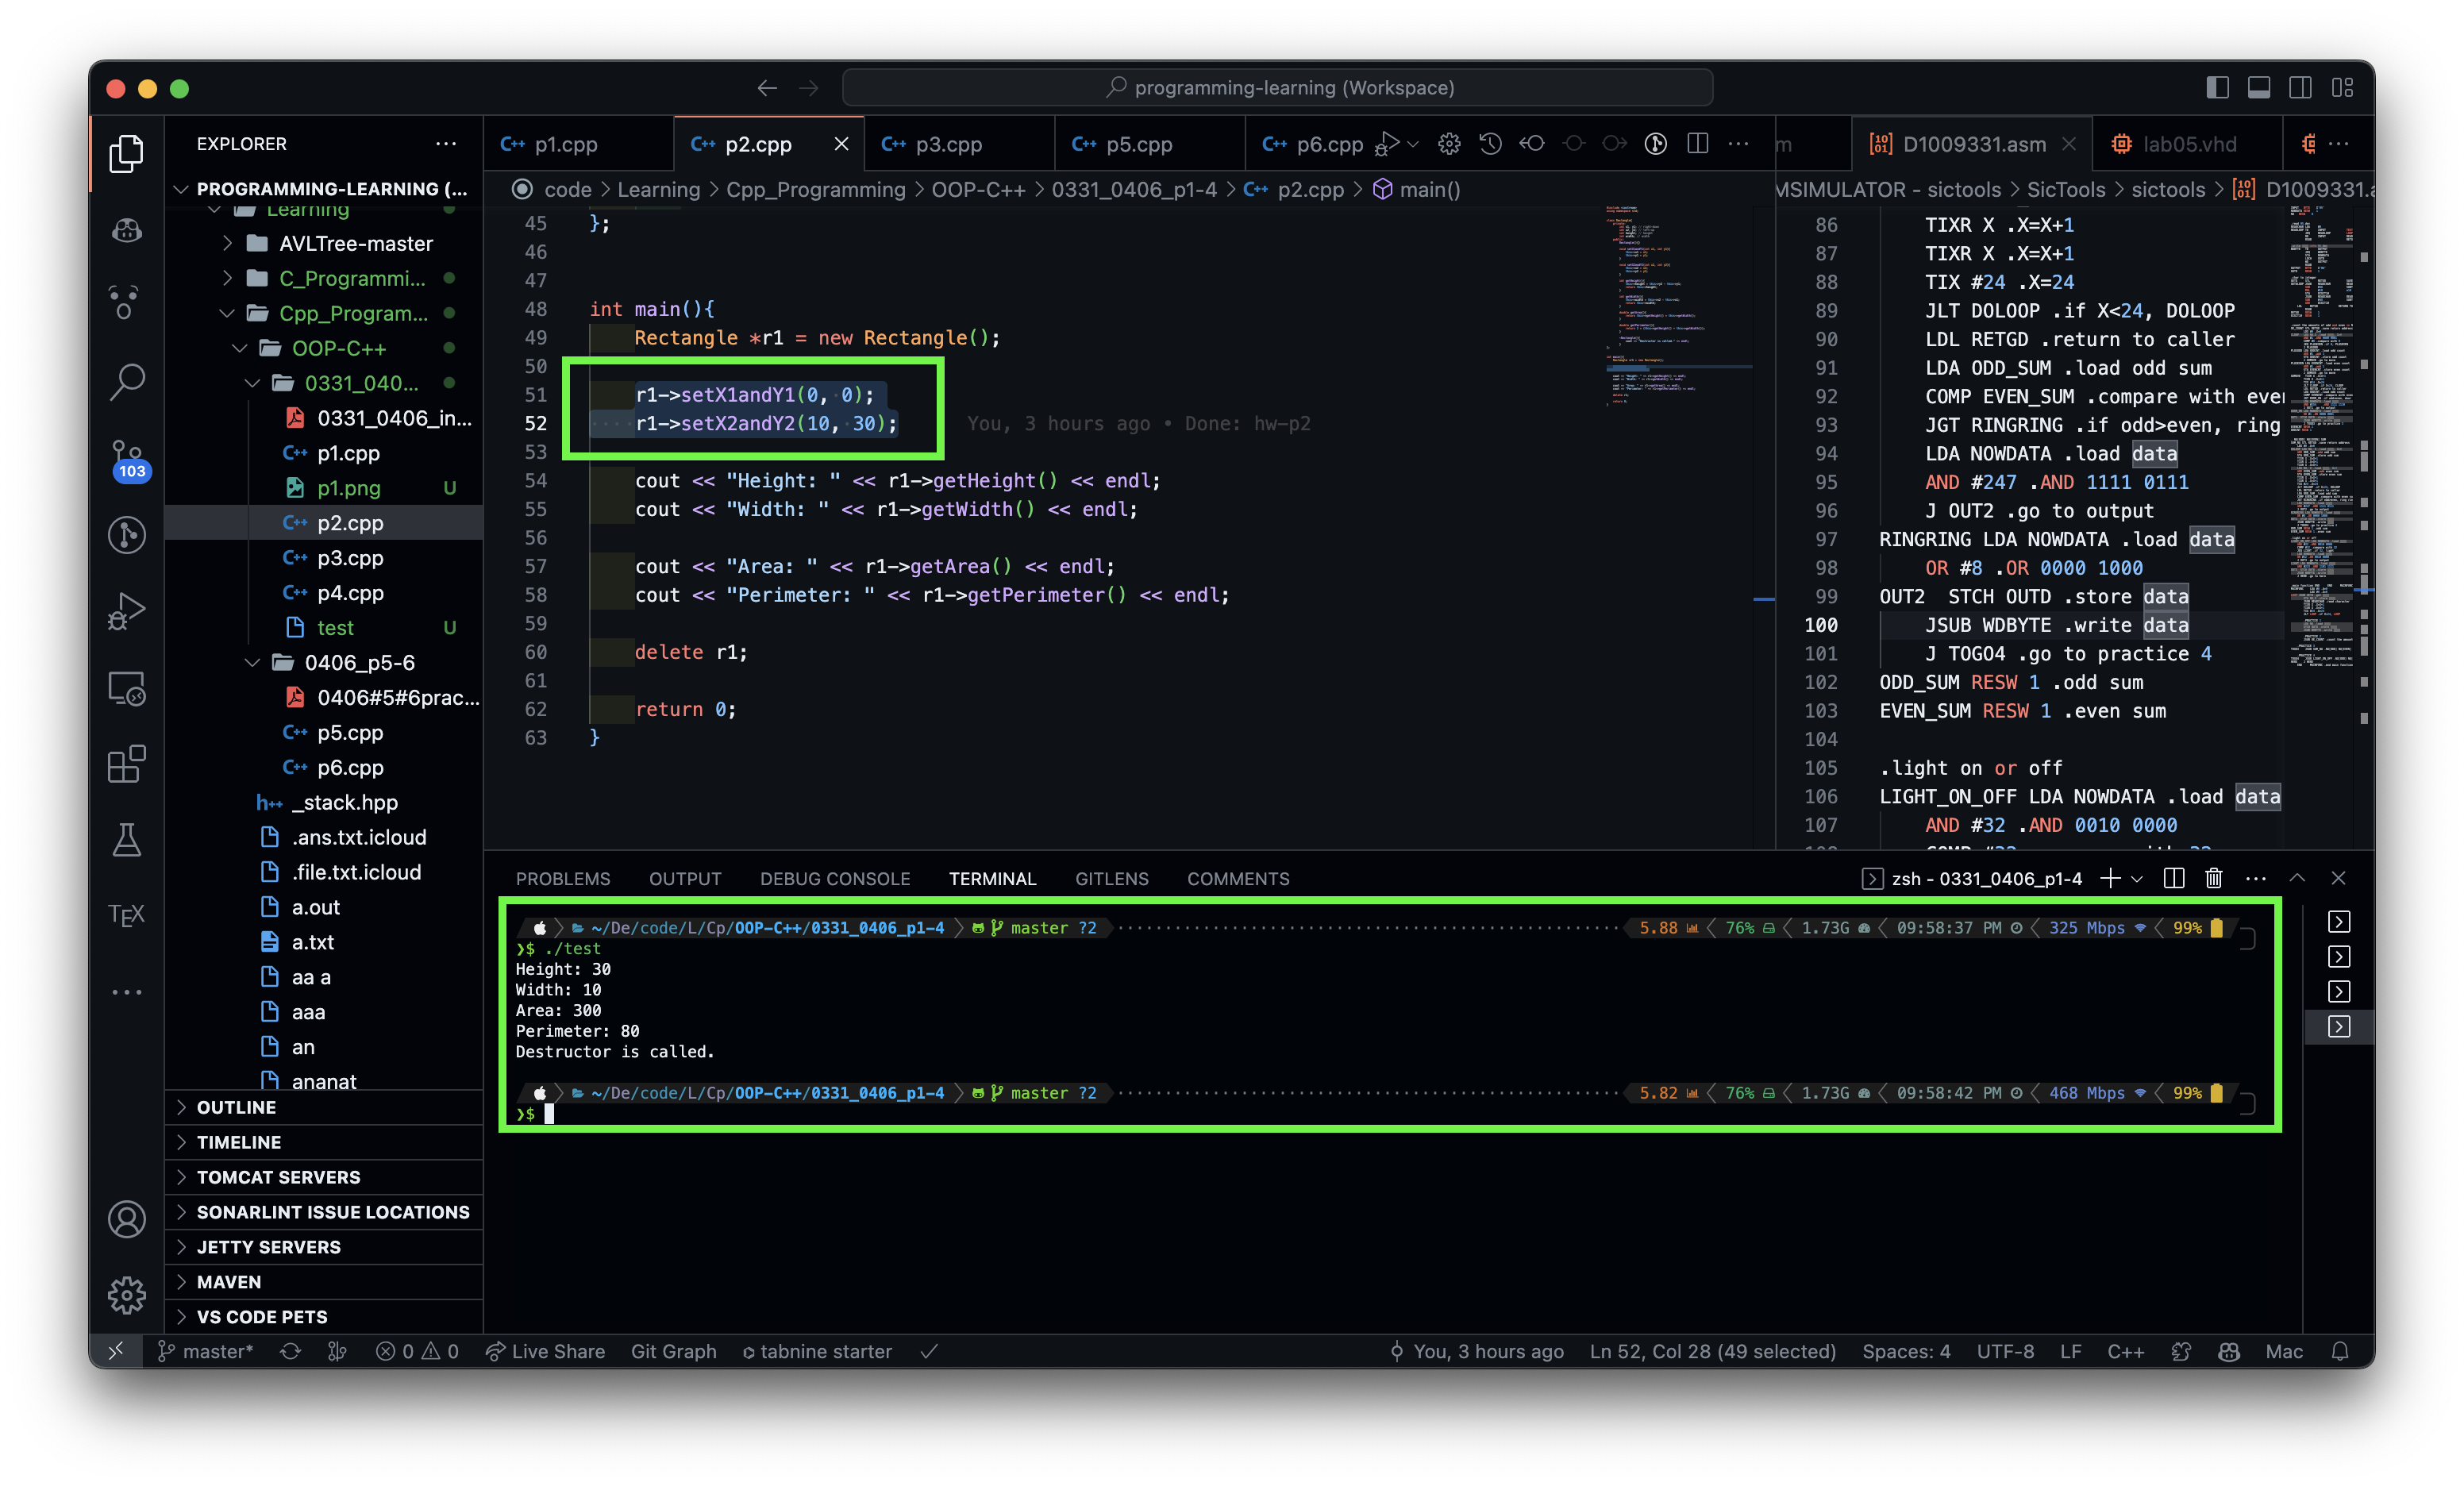 programming-learning (Workspace)
EXPLORER
PROGRAMMING-LEARNING (...
Learning
AVLTree-master
C_Programmi...
Cpp_Program...
OOP-C++
0331_040...
0331_0406_in...
p1.cpp
p1.png U
p2.cpp
p3.cpp
p4.cpp
test U
0406_p5-6
0406#5#6prac...
p5.cpp
p6.cpp
_stack.hpp
.ans.txt.icloud
.file.txt.icloud
a.out
a.txt
aa a
aaa
an
ananat
OUTLINE
TIMELINE
TOMCAT SERVERS
SONARLINT ISSUE LOCATIONS
JETTY SERVERS
MAVEN
VS CODE PETS
103
TEX
p1.cpp p2.cpp p3.cpp p5.cpp p6.cpp
code > Learning > Cpp_Programming > OOP-C++ > 0331_0406_p1-4 > p2.cpp > main()
45 };
46
47
48 int main(){
49 Rectangle *r1 = new Rectangle();
50
51 r1->setX1andY1(0, 0);
52 r1->setX2andY2(10, 30); You, 3 hours ago • Done: hw-p2
53
54 cout << "Height: " << r1->getHeight() << endl;
55 cout << "Width: " << r1->getWidth() << endl;
56
57 cout << "Area: " << r1->getArea() << endl;
58 cout << "Perimeter: " << r1->getPerimeter() << endl;
59
60 delete r1;
61
62 return 0;
63 }
m D1009331.asm lab05.vhd
MSIMULATOR - sictools > SicTools > sictools > D1009331.a
86 TIXR X .X=X+1
87 TIXR X .X=X+1
88 TIX #24 .X=24
89 JLT DOLOOP .if X<24, DOLOOP
90 LDL RETGD .return to caller
91 LDA ODD_SUM .load odd sum
92 COMP EVEN_SUM .compare with ever
93 JGT RINGRING .if odd>even, ring
94 LDA NOWDATA .load data
95 AND #247 .AND 1111 0111
96 J OUT2 .go to output
97 RINGRING LDA NOWDATA .load data
98 OR #8 .OR 0000 1000
99 OUT2 STCH OUTD .store data
100 JSUB WDBYTE .write data
101 J TOGO4 .go to practice 4
102 ODD_SUM RESW 1 .odd sum
103 EVEN_SUM RESW 1 .even sum
104
105 .light on or off
106 LIGHT_ON_OFF LDA NOWDATA .load data
107 AND #32 .AND 0010 0000
PROBLEMS OUTPUT DEBUG CONSOLE TERMINAL GITLENS COMMENTS
zsh - 0331_0406_p1-4
~/De/code/L/Cp/OOP-C++/0331_0406_p1-4 master ?2 5.88 76% 1.73G 09:58:37 PM 325 Mbps 99%
❯$ ./test
Height: 30
Width: 10
Area: 300
Perimeter: 80
Destructor is called.
~/De/code/L/Cp/OOP-C++/0331_0406_p1-4 master ?2 5.82 76% 1.73G 09:58:42 PM 468 Mbps 99%
❯$
master* 0 0 Live Share Git Graph tabnine starter You, 3 hours ago Ln 52, Col 28 (49 selected) Spaces: 4 UTF-8 LF C++ Mac